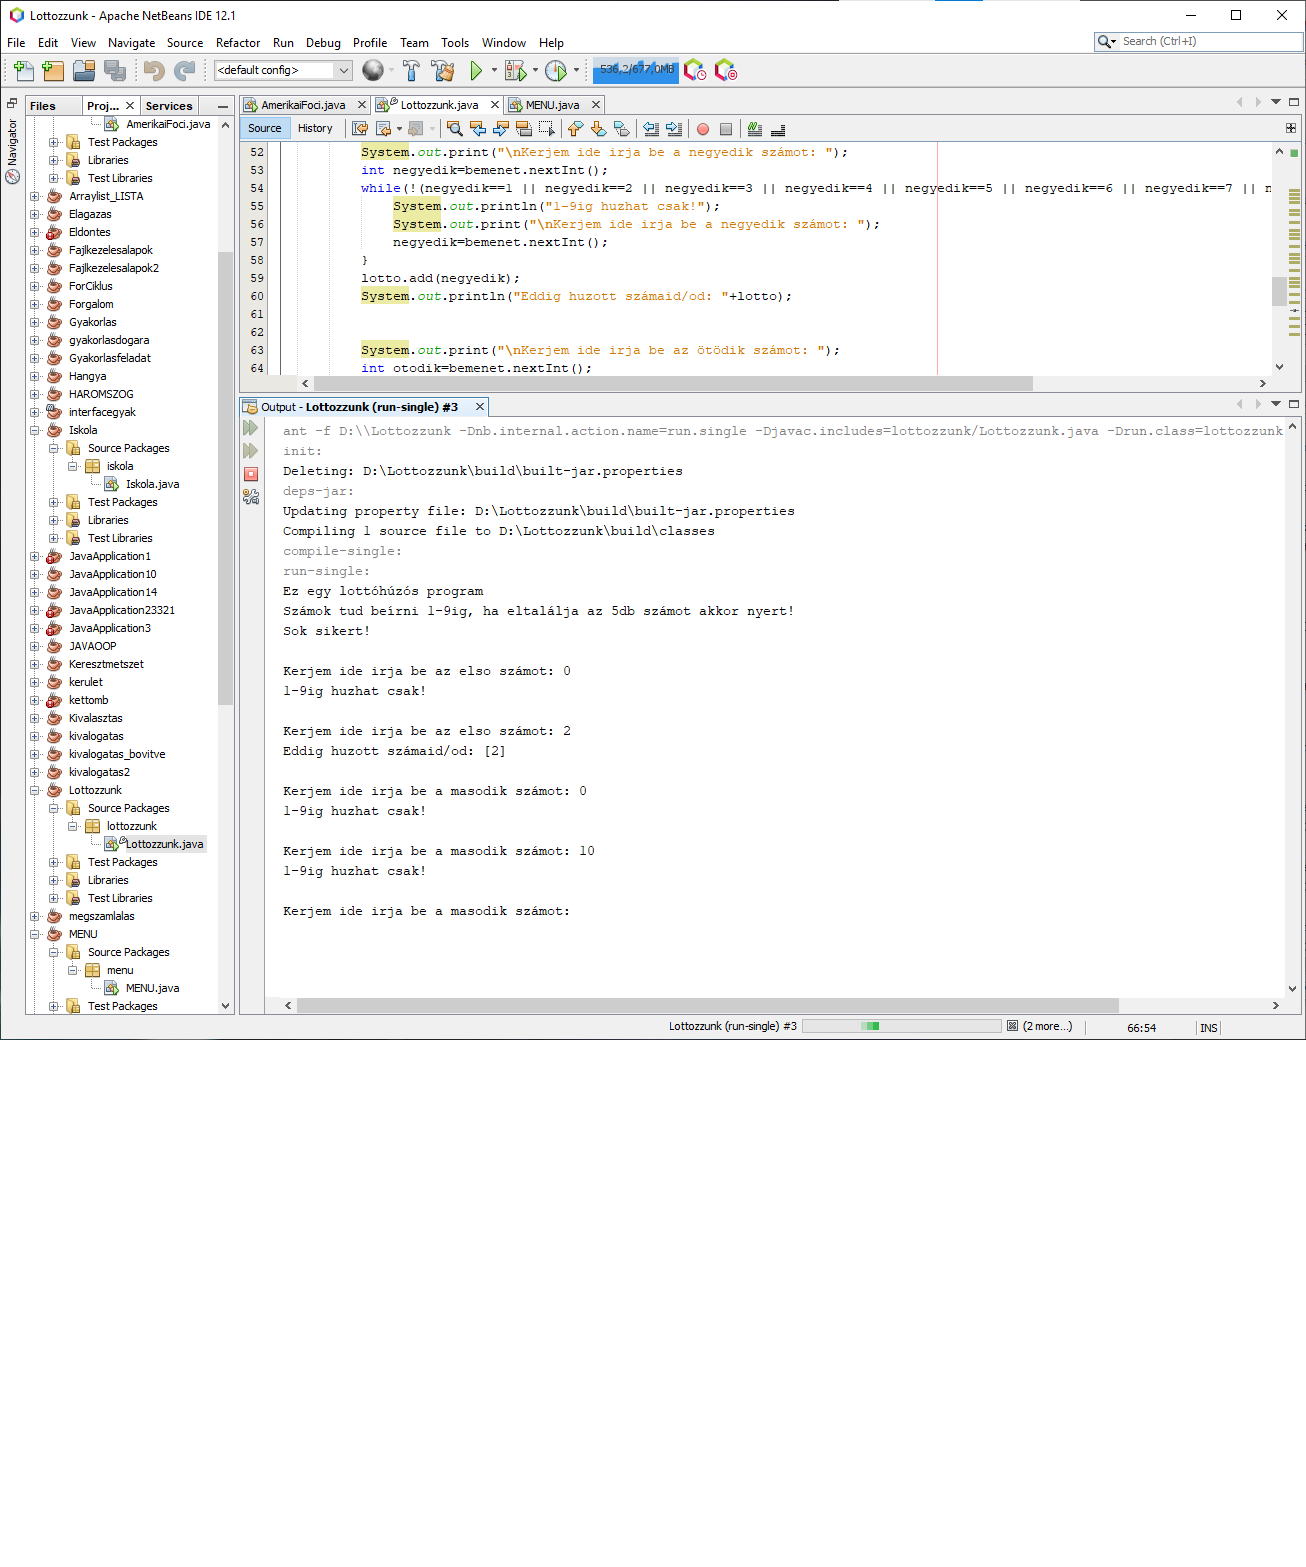 Lottozzunk - Apache NetBeans IDE 12.1
File Edit View Navigate Source Refactor Run Debug Profile Team Tools Window Help
Search (Ctrl+I)
<default config>
536,2/677,0MB
Navigator
Files Proj... Services
AmerikaiFoci.java
Test Packages
Libraries
Test Libraries
Arraylist_LISTA
Elagazas
Eldontes
Fajlkezelesalapok
Fajlkezelesalapok2
ForCiklus
Forgalom
Gyakorlas
gyakorlasdogara
Gyakorlasfeladat
Hangya
HAROMSZOG
interfacegyak
Iskola
Source Packages
iskola
Iskola.java
Test Packages
Libraries
Test Libraries
JavaApplication1
JavaApplication10
JavaApplication14
JavaApplication23321
JavaApplication3
JAVAOOP
Keresztmetszet
kerulet
kettomb
Kivalasztas
kivalogatas
kivalogatas_bovitve
kivalogatas2
Lottozzunk
Source Packages
lottozzunk
Lottozzunk.java
Test Packages
Libraries
Test Libraries
megszamlalas
MENU
Source Packages
menu
MENU.java
Test Packages
AmerikaiFoci.java Lottozzunk.java MENU.java
Source History
52 System.out.print("\nKerjem ide irja be a negyedik számot: ");
53 int negyedik=bemenet.nextInt();
54 while(!(negyedik==1 || negyedik==2 || negyedik==3 || negyedik==4 || negyedik==5 || negyedik==6 || negyedik==7 || n
55 System.out.println("1-9ig huzhat csak!");
56 System.out.print("\nKerjem ide irja be a negyedik számot: ");
57 negyedik=bemenet.nextInt();
58 }
59 lotto.add(negyedik);
60 System.out.println("Eddig huzott számaid/od: "+lotto);
61
62
63 System.out.print("\nKerjem ide irja be az ötödik számot: ");
64 int otodik=bemenet.nextInt();
Output - Lottozzunk (run-single) #3
ant -f D:\\Lottozzunk -Dnb.internal.action.name=run.single -Djavac.includes=lottozzunk/Lottozzunk.java -Drun.class=lottozzunk
init:
Deleting: D:\Lottozzunk\build\built-jar.properties
deps-jar:
Updating property file: D:\Lottozzunk\build\built-jar.properties
Compiling 1 source file to D:\Lottozzunk\build\classes
compile-single:
run-single:
Ez egy lottóhúzós program
Számok tud beírni 1-9ig, ha eltalálja az 5db számot akkor nyert!
Sok sikert!
Kerjem ide irja be az elso számot: 0
1-9ig huzhat csak!
Kerjem ide irja be az elso számot: 2
Eddig huzott számaid/od: [2]
Kerjem ide irja be a masodik számot: 0
1-9ig huzhat csak!
Kerjem ide irja be a masodik számot: 10
1-9ig huzhat csak!
Kerjem ide irja be a masodik számot:
Lottozzunk (run-single) #3 (2 more...) 66:54 INS